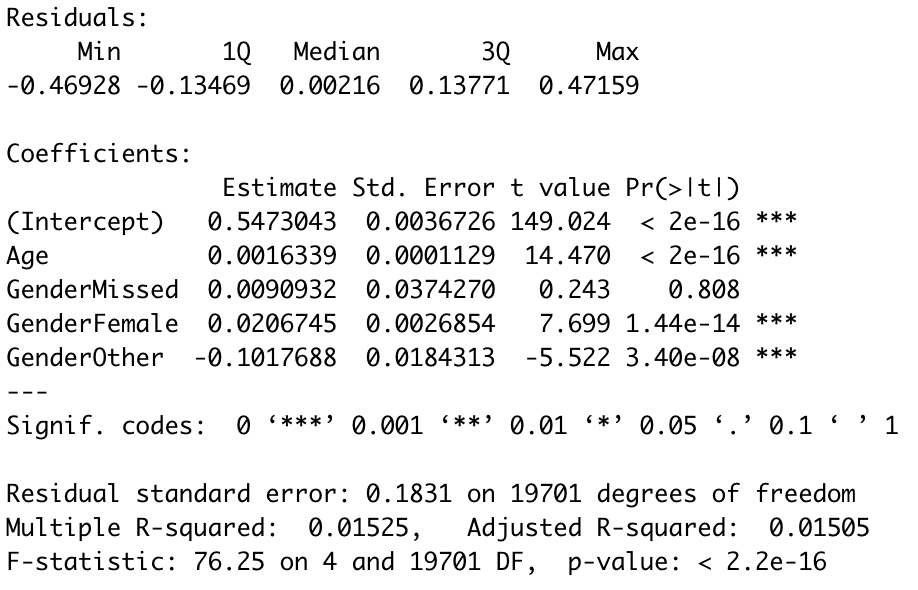 Residuals:
     Min       1Q   Median       3Q      Max
-0.46928 -0.13469  0.00216  0.13771  0.47159

Coefficients:
               Estimate Std. Error t value Pr(>|t|)
(Intercept)   0.5473043  0.0036726 149.024  < 2e-16 ***
Age           0.0016339  0.0001129  14.470  < 2e-16 ***
GenderMissed  0.0090932  0.0374270   0.243    0.808
GenderFemale  0.0206745  0.0026854   7.699 1.44e-14 ***
GenderOther  -0.1017688  0.0184313  -5.522 3.40e-08 ***
---
Signif. codes:  0 ‘***’ 0.001 ‘**’ 0.01 ‘*’ 0.05 ‘.’ 0.1 ‘ ’ 1

Residual standard error: 0.1831 on 19701 degrees of freedom
Multiple R-squared:  0.01525,   Adjusted R-squared:  0.01505
F-statistic: 76.25 on 4 and 19701 DF,  p-value: < 2.2e-16